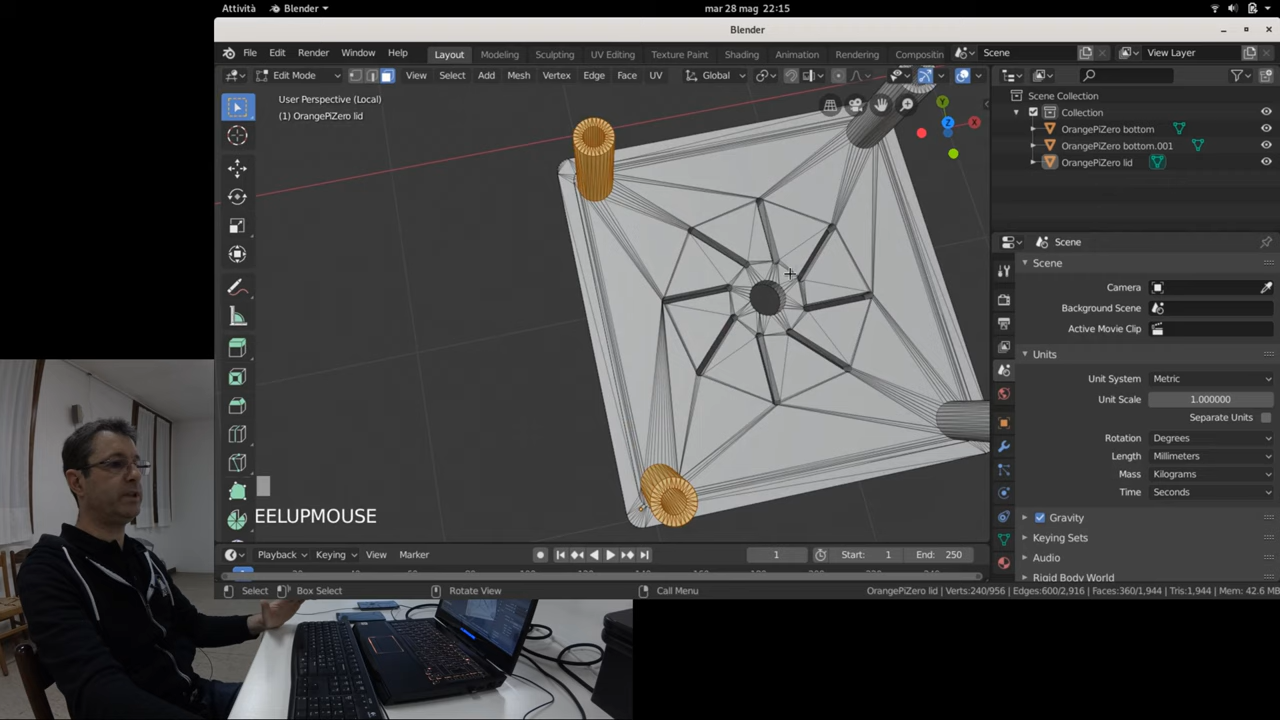 Attività
Blender
mar 28 mag 22:15
Blender
File Edit Render Window Help
Layout Modeling Sculpting UV Editing Texture Paint Shading Animation Rendering Compositin
Scene
View Layer
Edit Mode
View Select Add Mesh Vertex Edge Face UV
Global
User Perspective (Local)
(1) OrangePiZero lid
Y
X
Z
Scene Collection
Collection
OrangePiZero bottom
OrangePiZero bottom.001
OrangePiZero lid
Scene
Scene
Camera
Background Scene
Active Movie Clip
Units
Unit System Metric
Unit Scale 1.000000
Separate Units
Rotation Degrees
Length Millimeters
Mass Kilograms
Time Seconds
Gravity
Keying Sets
Audio
Rigid Body World
EELUPMOUSE
Playback Keying View Marker
1
Start: 1
End: 250
Select
Box Select
Rotate View
Call Menu
OrangePiZero lid | Verts:240/956 | Edges:600/2,916 | Faces:360/1,944 | Tris:1,944 | Mem: 42.6 MB